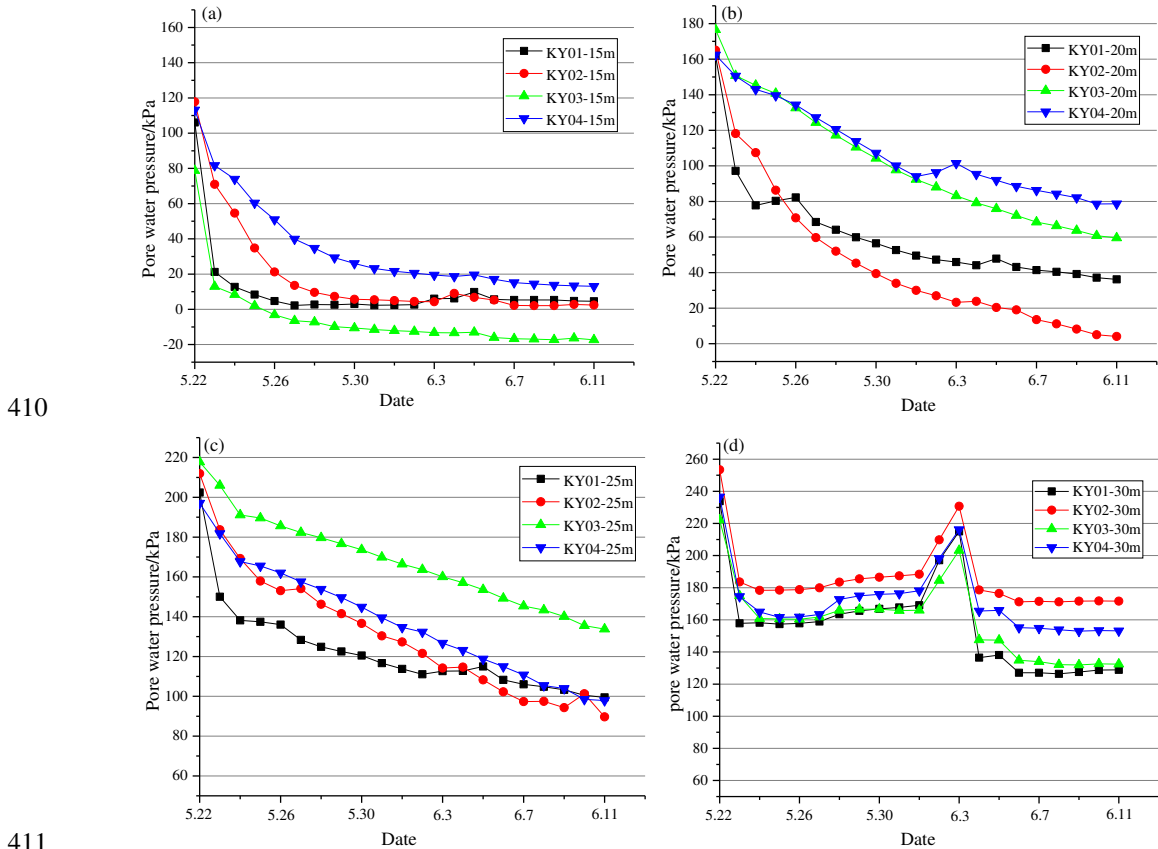 (a)
160
140
120
100
80
60
40
20
0
-20
Pore water pressure/kPa
KY01-15m
KY02-15m
KY03-15m
KY04-15m
5.22
5.26
5.30
6.3
6.7
6.11
Date
(b)
180
160
140
120
100
80
60
40
20
0
Pore water pressure/kPa
KY01-20m
KY02-20m
KY03-20m
KY04-20m
5.22
5.26
5.30
6.3
6.7
6.11
Date
410
(c)
220
200
180
160
140
120
100
80
60
Pore water pressure/kPa
KY01-25m
KY02-25m
KY03-25m
KY04-25m
5.22
5.26
5.30
6.3
6.7
6.11
Date
(d)
260
240
220
200
180
160
140
120
100
80
60
pore water pressure/kPa
KY01-30m
KY02-30m
KY03-30m
KY04-30m
5.22
5.26
5.30
6.3
6.7
6.11
Date
411